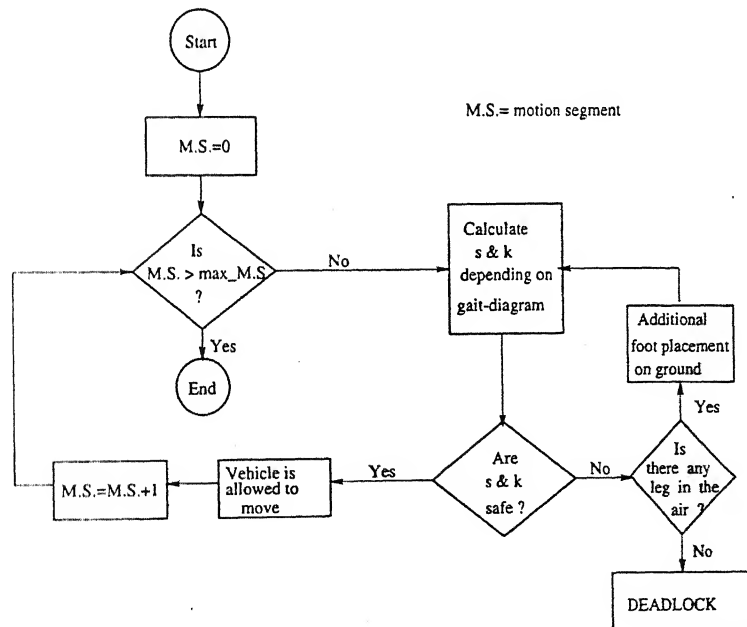 Start
M.S.= motion segment
M.S.=0
Is
M.S. > max_M.S
?
No
Yes
End
Calculate
s & k
depending on
gait-diagram
Additional
foot placement
on ground
Yes
Are
s & k
safe ?
Yes
No
Vehicle is
allowed to
move
M.S.=M.S.+1
Is
there any
leg in the
air ?
No
DEADLOCK